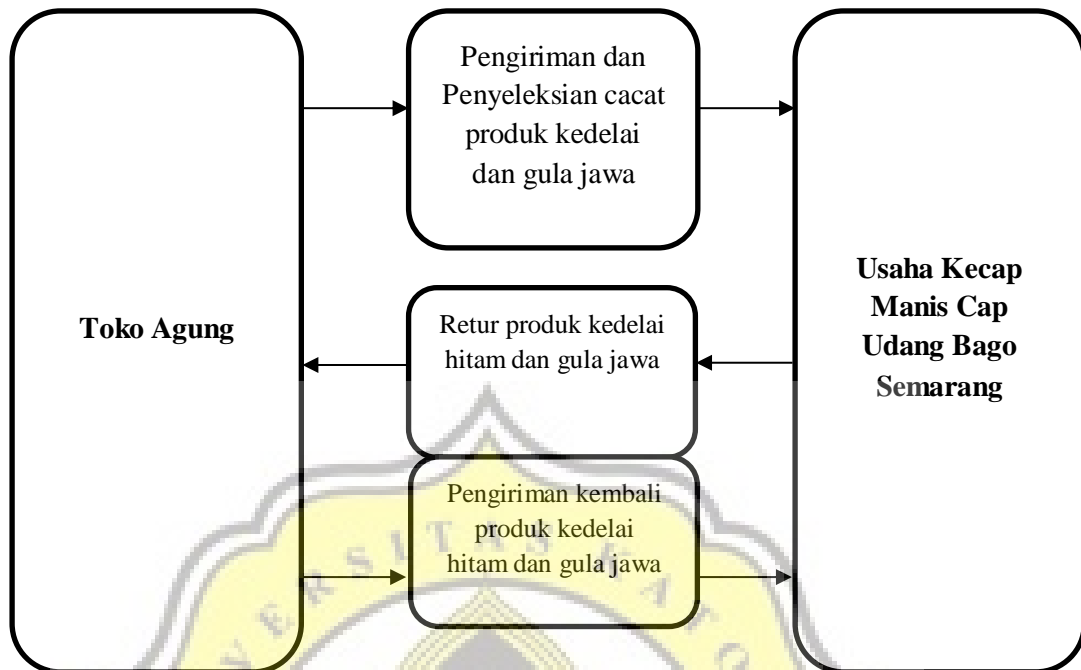 Pengiriman dan
Penyeleksian cacat
produk kedelai
dan gula jawa
Toko Agung
Usaha Kecap
Manis Cap
Udang Bago
Semarang
Retur produk kedelai
hitam dan gula jawa
Pengiriman kembali
produk kedelai
hitam dan gula jawa